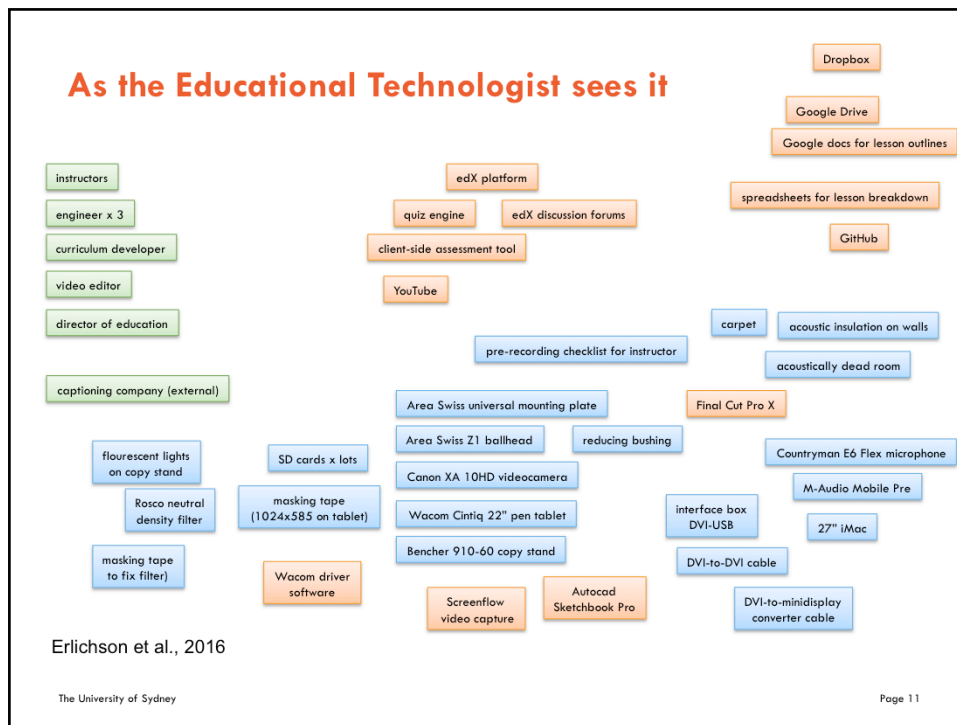 As the Educational Technologist sees it
Dropbox
Google Drive
Google docs for lesson outlines
instructors
edX platform
spreadsheets for lesson breakdown
engineer x 3
quiz engine
edX discussion forums
GitHub
curriculum developer
client-side assessment tool
video editor
YouTube
director of education
carpet
acoustic insulation on walls
pre-recording checklist for instructor
acoustically dead room
captioning company (external)
Area Swiss universal mounting plate
Final Cut Pro X
flourescent lights
on copy stand
SD cards x lots
Area Swiss Z1 ballhead
reducing bushing
Countryman E6 Flex microphone
Canon XA 10HD videocamera
M-Audio Mobile Pre
Rosco neutral
density filter
masking tape
(1024x585 on tablet)
Wacom Cintiq 22" pen tablet
interface box
DVI-USB
27" iMac
masking tape
to fix filter)
Bencher 910-60 copy stand
DVI-to-DVI cable
Wacom driver
software
Screenflow
video capture
Autocad
Sketchbook Pro
DVI-to-minidisplay
converter cable
Erlichson et al., 2016
The University of Sydney
Page 11